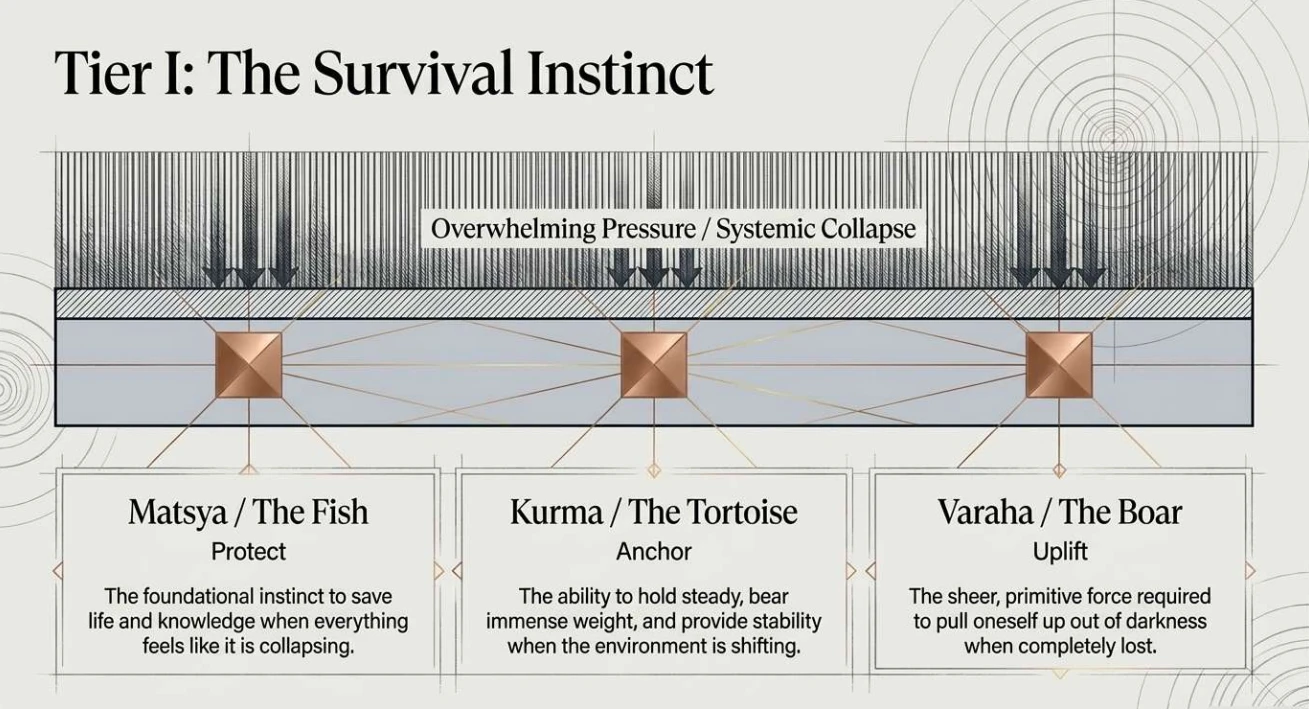 Tier I: The Survival Instinct
Overwhelming Pressure / Systemic Collapse
Matsya / The Fish
Protect
The foundational instinct to save
life and knowledge when everything
feels like it is collapsing.
Kurma / The Tortoise
Anchor
The ability to hold steady, bear
immense weight, and provide stability
when the environment is shifting.
Varaha / The Boar
Uplift
The sheer, primitive force required
to pull oneself up out of darkness
when completely lost.